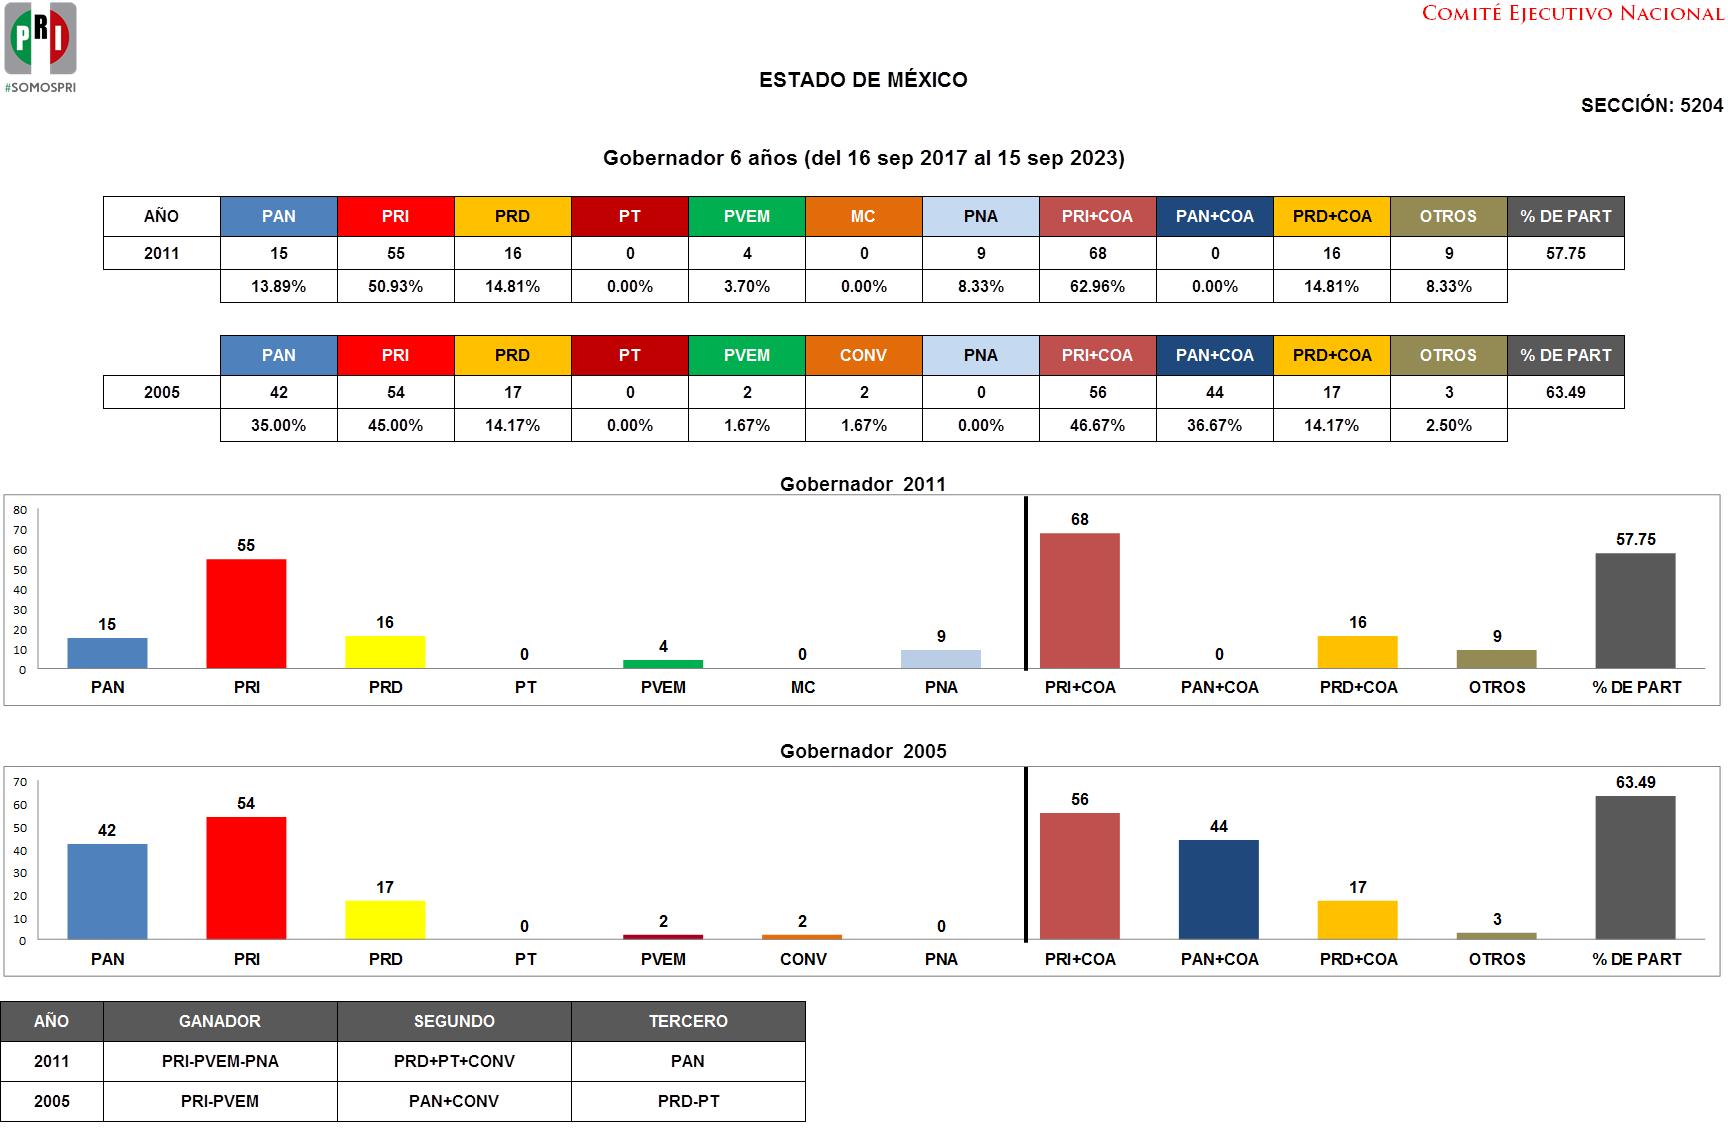 PRI
#SOMOSPRI
COMITÉ EJECUTIVO NACIONAL
ESTADO DE MÉXICO
SECCIÓN: 5204
Gobernador 6 años (del 16 sep 2017 al 15 sep 2023)
AÑO PAN PRI PRD PT PVEM MC PNA PRI+COA PAN+COA PRD+COA OTROS % DE PART
2011 15 55 16 0 4 0 9 68 0 16 9 57.75
13.89% 50.93% 14.81% 0.00% 3.70% 0.00% 8.33% 62.96% 0.00% 14.81% 8.33%
PAN PRI PRD PT PVEM CONV PNA PRI+COA PAN+COA PRD+COA OTROS % DE PART
2005 42 54 17 0 2 2 0 56 44 17 3 63.49
35.00% 45.00% 14.17% 0.00% 1.67% 1.67% 0.00% 46.67% 36.67% 14.17% 2.50%
Gobernador 2011
80
70
60
50
40
30
20
10
0
15 55 16 0 4 0 9 68 0 16 9 57.75
PAN PRI PRD PT PVEM MC PNA PRI+COA PAN+COA PRD+COA OTROS % DE PART
Gobernador 2005
70
60
50
40
30
20
10
0
42 54 17 0 2 2 0 56 44 17 3 63.49
PAN PRI PRD PT PVEM CONV PNA PRI+COA PAN+COA PRD+COA OTROS % DE PART
AÑO GANADOR SEGUNDO TERCERO
2011 PRI-PVEM-PNA PRD+PT+CONV PAN
2005 PRI-PVEM PAN+CONV PRD-PT